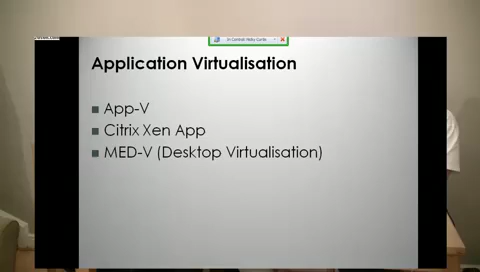 Application Virtualisation
App-V
Citrix Xen App
MED-V (Desktop Virtualisation)